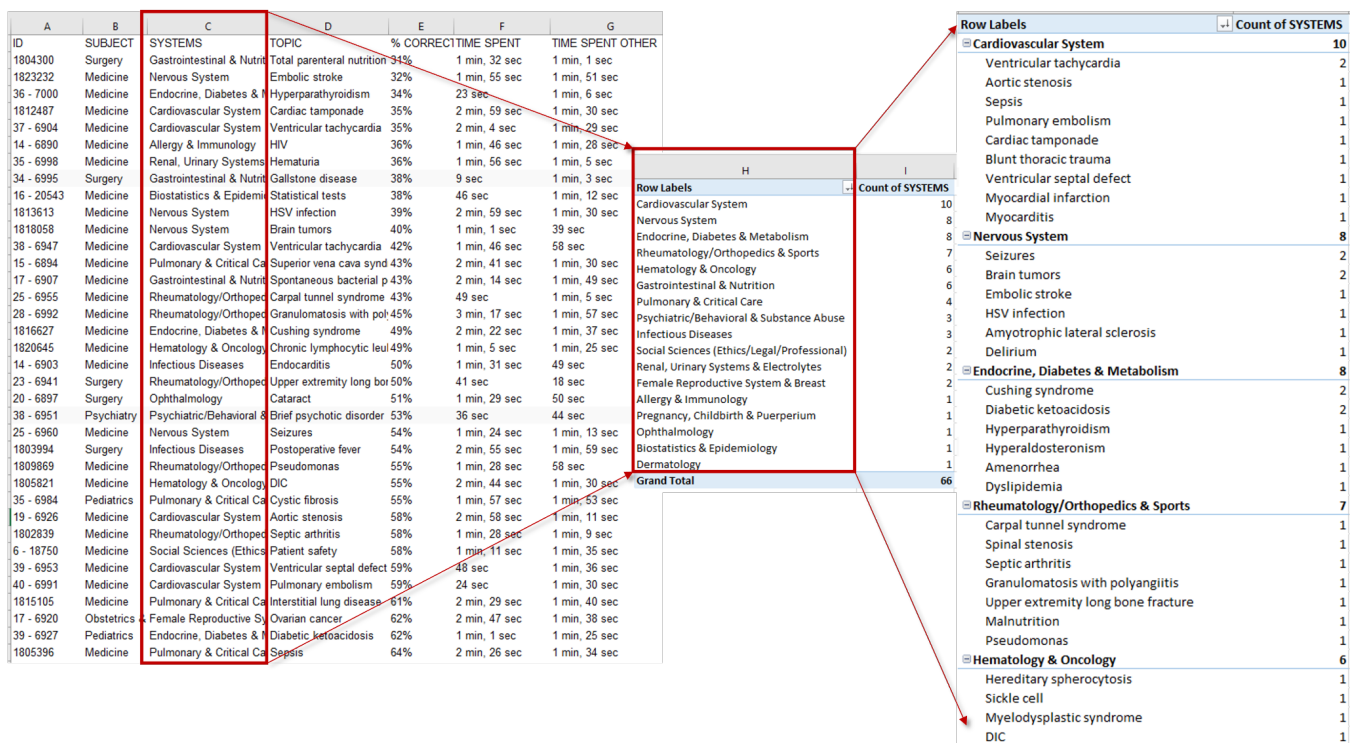 A B C D E F G
ID SUBJECT SYSTEMS TOPIC % CORRECT TIME SPENT TIME SPENT OTHER
1804300 Surgery Gastrointestinal & Nutrit Total parenteral nutrition 31% 1 min, 32 sec 1 min, 1 sec
1823232 Medicine Nervous System Embolic stroke 32% 1 min, 55 sec 1 min, 51 sec
36 - 7000 Medicine Endocrine, Diabetes & M Hyperparathyroidism 34% 23 sec 1 min, 6 sec
1812487 Medicine Cardiovascular System Cardiac tamponade 35% 2 min, 59 sec 1 min, 30 sec
37 - 6904 Medicine Cardiovascular System Ventricular tachycardia 35% 2 min, 4 sec 1 min, 29 sec
14 - 6890 Medicine Allergy & Immunology HIV 36% 1 min, 46 sec 1 min, 28 sec
35 - 6998 Medicine Renal, Urinary Systems Hematuria 36% 1 min, 56 sec 1 min, 5 sec
34 - 6995 Surgery Gastrointestinal & Nutrit Gallstone disease 38% 9 sec 1 min, 3 sec
16 - 20543 Medicine Biostatistics & Epidemi Statistical tests 38% 46 sec 1 min, 12 sec
1813613 Medicine Nervous System HSV infection 39% 2 min, 59 sec 1 min, 30 sec
1818058 Medicine Nervous System Brain tumors 40% 1 min, 1 sec 39 sec
38 - 6947 Medicine Cardiovascular System Ventricular tachycardia 42% 1 min, 46 sec 58 sec
15 - 6894 Medicine Pulmonary & Critical Ca Superior vena cava synd 43% 2 min, 41 sec 1 min, 30 sec
17 - 6907 Medicine Gastrointestinal & Nutrit Spontaneous bacterial p 43% 2 min, 14 sec 1 min, 49 sec
25 - 6955 Medicine Rheumatology/Orthoped Carpal tunnel syndrome 43% 49 sec 1 min, 5 sec
28 - 6992 Medicine Rheumatology/Orthoped Granulomatosis with pol 45% 3 min, 17 sec 1 min, 57 sec
1816627 Medicine Endocrine, Diabetes & M Cushing syndrome 49% 2 min, 22 sec 1 min, 37 sec
1820645 Medicine Hematology & Oncology Chronic lymphocytic leu 49% 1 min, 5 sec 1 min, 25 sec
14 - 6903 Medicine Infectious Diseases Endocarditis 50% 1 min, 31 sec 49 sec
23 - 6941 Surgery Rheumatology/Orthoped Upper extremity long bo 50% 41 sec 18 sec
20 - 6897 Surgery Ophthalmology Cataract 51% 1 min, 29 sec 50 sec
38 - 6951 Psychiatry Psychiatric/Behavioral & Brief psychotic disorder 53% 36 sec 44 sec
25 - 6960 Medicine Nervous System Seizures 54% 1 min, 24 sec 1 min, 13 sec
1803994 Surgery Infectious Diseases Postoperative fever 54% 2 min, 55 sec 1 min, 59 sec
1809869 Medicine Rheumatology/Orthoped Pseudomonas 55% 1 min, 28 sec 58 sec
1805821 Medicine Hematology & Oncology DIC 55% 2 min, 44 sec 1 min, 30 sec
35 - 6984 Pediatrics Pulmonary & Critical Ca Cystic fibrosis 55% 1 min, 57 sec 1 min, 53 sec
19 - 6926 Medicine Cardiovascular System Aortic stenosis 58% 2 min, 58 sec 1 min, 11 sec
1802839 Medicine Rheumatology/Orthoped Septic arthritis 58% 1 min, 28 sec 1 min, 9 sec
6 - 18750 Medicine Social Sciences (Ethics Patient safety 58% 1 min, 11 sec 1 min, 35 sec
39 - 6953 Medicine Cardiovascular System Ventricular septal defect 59% 48 sec 1 min, 36 sec
40 - 6991 Medicine Cardiovascular System Pulmonary embolism 59% 24 sec 1 min, 30 sec
1815105 Medicine Pulmonary & Critical Ca Interstitial lung disease 61% 2 min, 29 sec 1 min, 40 sec
17 - 6920 Obstetrics & Female Reproductive Sy Ovarian cancer 62% 2 min, 47 sec 1 min, 38 sec
39 - 6927 Pediatrics Endocrine, Diabetes & M Diabetic ketoacidosis 62% 1 min, 1 sec 1 min, 25 sec
1805396 Medicine Pulmonary & Critical Ca Sepsis 64% 2 min, 26 sec 1 min, 34 sec
H I
Row Labels Count of SYSTEMS
Cardiovascular System 10
Nervous System 8
Endocrine, Diabetes & Metabolism 8
Rheumatology/Orthopedics & Sports 7
Hematology & Oncology 6
Gastrointestinal & Nutrition 6
Pulmonary & Critical Care 4
Psychiatric/Behavioral & Substance Abuse 3
Infectious Diseases 3
Social Sciences (Ethics/Legal/Professional) 2
Renal, Urinary Systems & Electrolytes 2
Female Reproductive System & Breast 2
Allergy & Immunology 1
Pregnancy, Childbirth & Puerperium 1
Ophthalmology 1
Biostatistics & Epidemiology 1
Dermatology 1
Grand Total 66
Row Labels Count of SYSTEMS
Cardiovascular System 10
Ventricular tachycardia 2
Aortic stenosis 1
Sepsis 1
Pulmonary embolism 1
Cardiac tamponade 1
Blunt thoracic trauma 1
Ventricular septal defect 1
Myocardial infarction 1
Myocarditis 1
Nervous System 8
Seizures 2
Brain tumors 2
Embolic stroke 1
HSV infection 1
Amyotrophic lateral sclerosis 1
Delirium 1
Endocrine, Diabetes & Metabolism 8
Cushing syndrome 2
Diabetic ketoacidosis 2
Hyperparathyroidism 1
Hyperaldosteronism 1
Amenorrhea 1
Dyslipidemia 1
Rheumatology/Orthopedics & Sports 7
Carpal tunnel syndrome 1
Spinal stenosis 1
Septic arthritis 1
Granulomatosis with polyangiitis 1
Upper extremity long bone fracture 1
Malnutrition 1
Pseudomonas 1
Hematology & Oncology 6
Hereditary spherocytosis 1
Sickle cell 1
Myelodysplastic syndrome 1
DIC 1